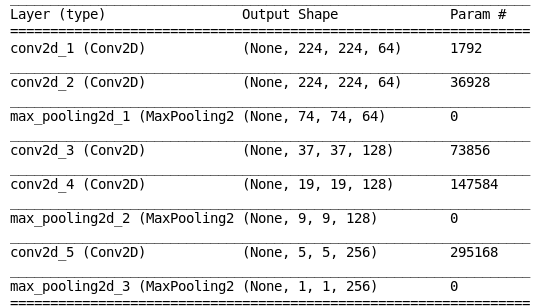 Layer (type) Output Shape Param #
=================================================================
conv2d_1 (Conv2D) (None, 224, 224, 64) 1792
conv2d_2 (Conv2D) (None, 224, 224, 64) 36928
max_pooling2d_1 (MaxPooling2 (None, 74, 74, 64) 0
conv2d_3 (Conv2D) (None, 37, 37, 128) 73856
conv2d_4 (Conv2D) (None, 19, 19, 128) 147584
max_pooling2d_2 (MaxPooling2 (None, 9, 9, 128) 0
conv2d_5 (Conv2D) (None, 5, 5, 256) 295168
max_pooling2d_3 (MaxPooling2 (None, 1, 1, 256) 0
=================================================================